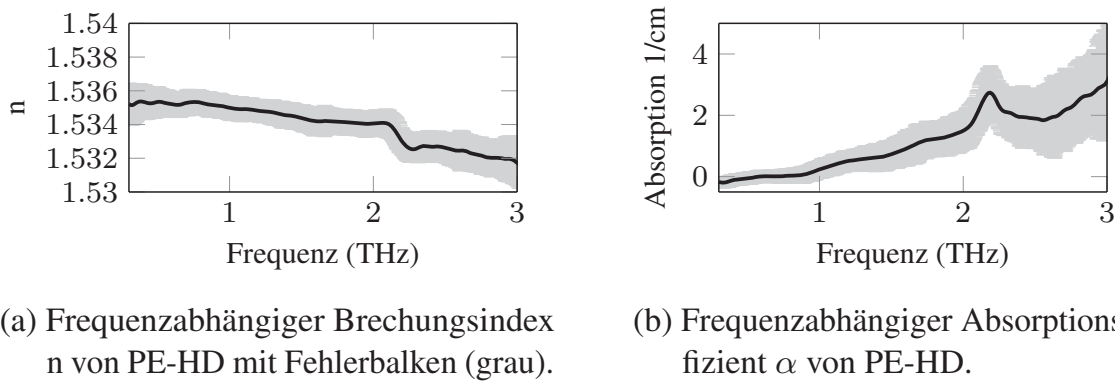 1.54
1.538
1.536
1.534
1.532
1.53
n
1
2
3
Frequenz (THz)
(a) Frequenzabhängiger Brechungsindex
n von PE-HD mit Fehlerbalken (grau).
4
2
0
Absorption 1/cm
1
2
3
Frequenz (THz)
(b) Frequenzabhängiger Absorptions
fizient α von PE-HD.